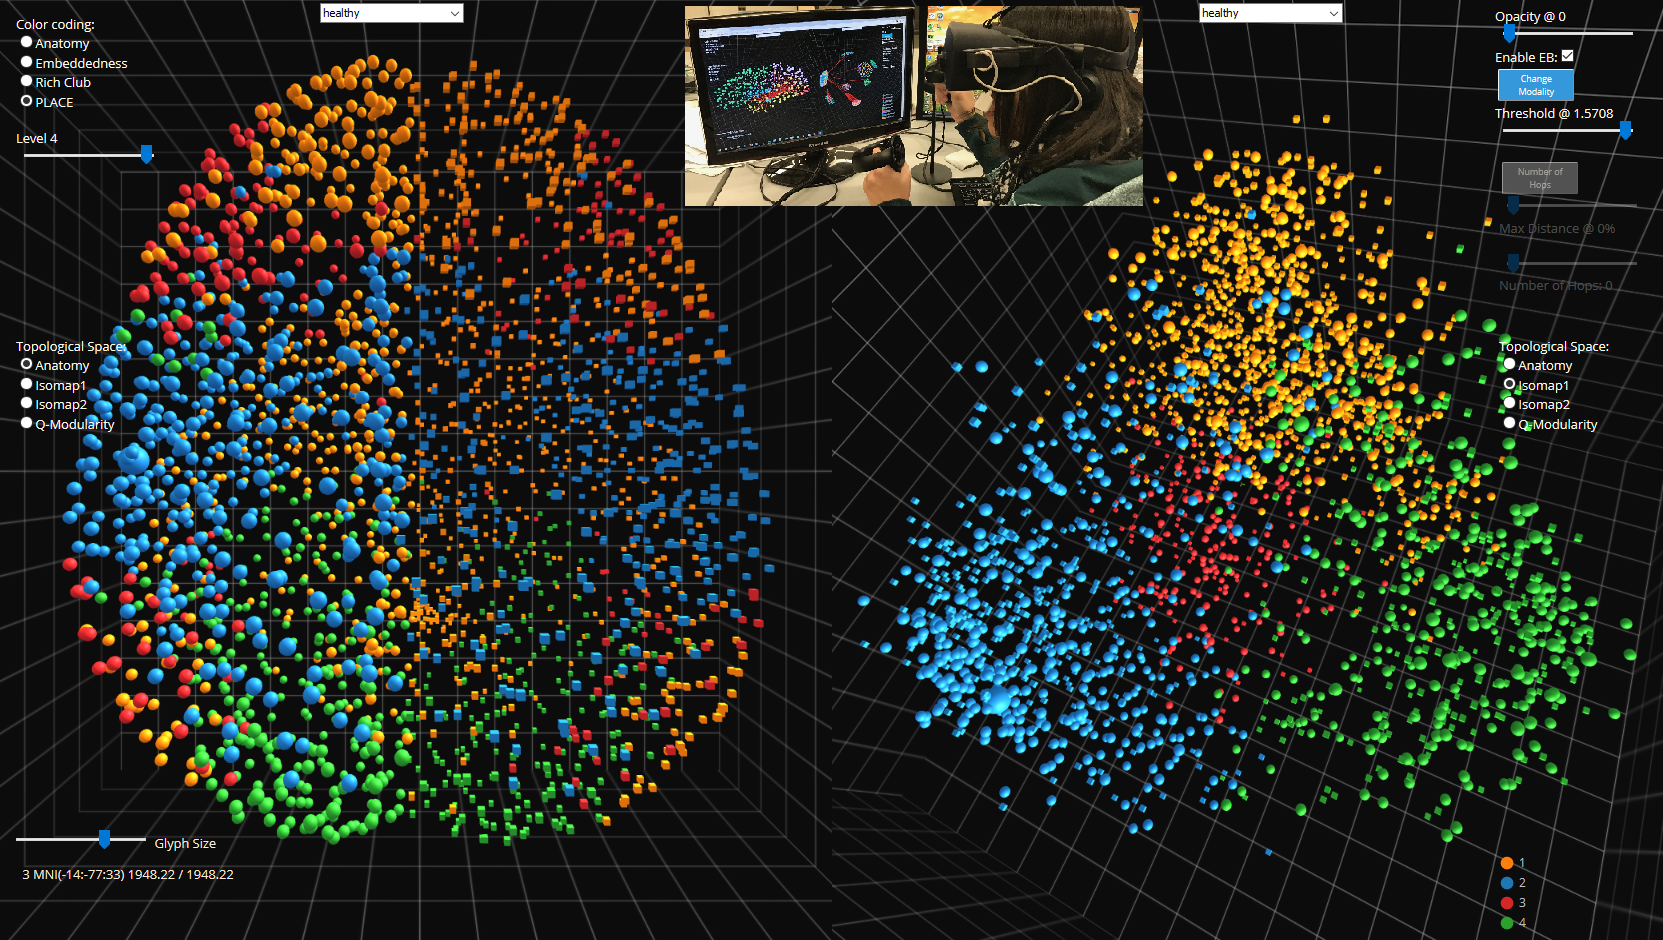 healthy
healthy
Color coding:
Anatomy
Embeddedness
Rich Club
PLACE
Level 4
Topological Space:
Anatomy
Isomap1
Isomap2
Q-Modularity
Glyph Size
3 MNI(-14:-77:33) 1948.22 / 1948.22
Opacity @ 0
Enable EB:
Change
Modality
Threshold @ 1.5708
Number of
Hops
Max Distance @ 0%
Number of Hops: 0
Topological Space:
Anatomy
Isomap1
Isomap2
Q-Modularity
1
2
3
4